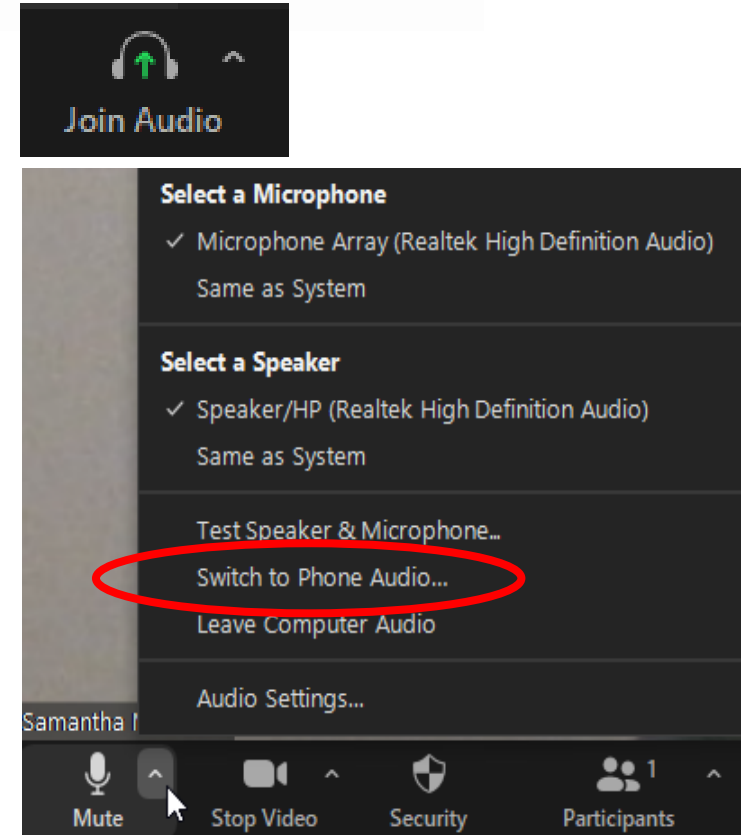 Join Audio
Select a Microphone
Microphone Array (Realtek High Definition Audio)
Same as System
Select a Speaker
Speaker/HP (Realtek High Definition Audio)
Same as System
Test Speaker & Microphone...
Switch to Phone Audio...
Leave Computer Audio
Audio Settings...
Samantha
1
Mute Stop Video Security Participants